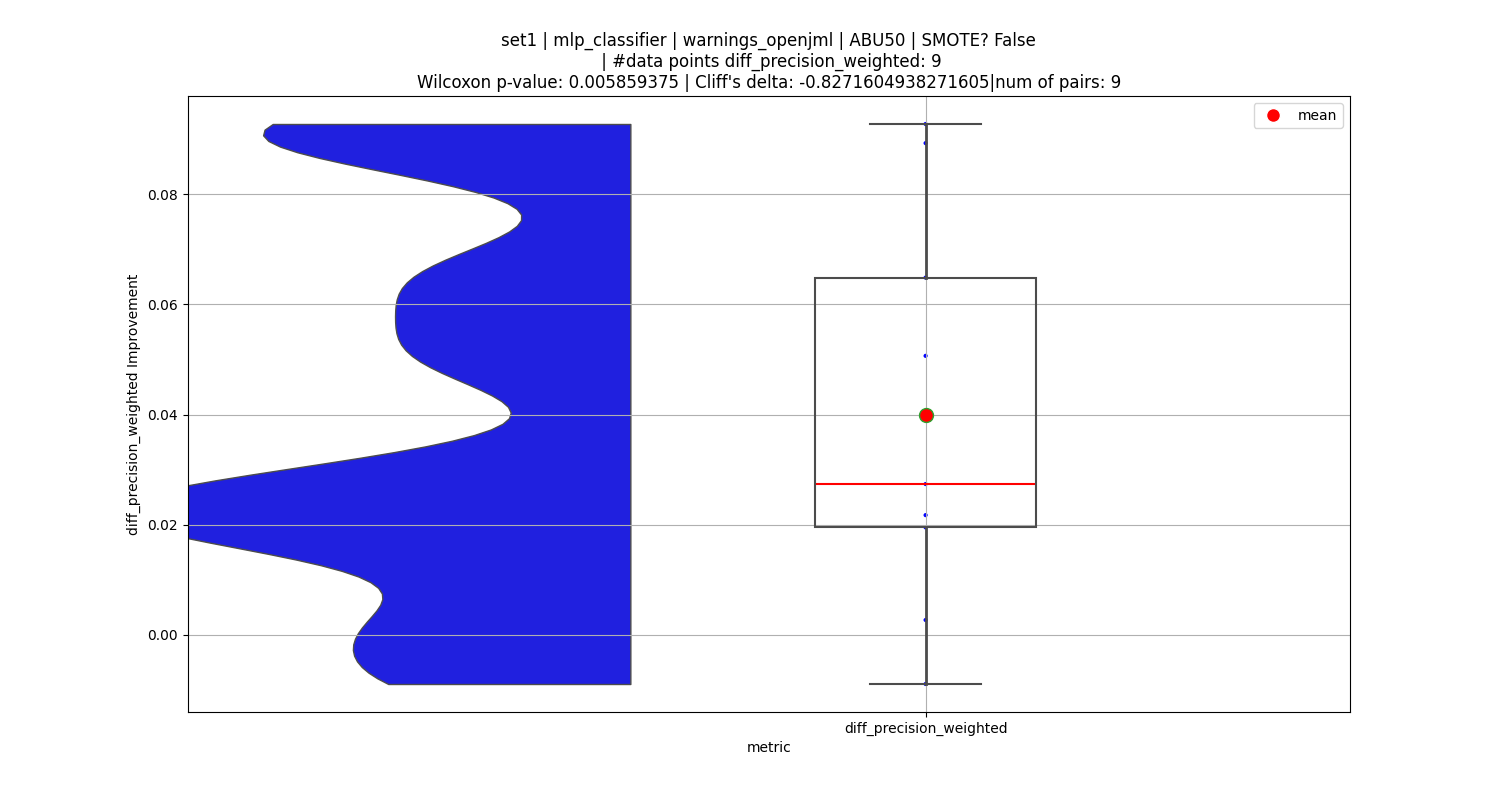 set1 | mlp_classifier | warnings_openjml | ABU50 | SMOTE? False
| #data points diff_precision_weighted: 9
Wilcoxon p-value: 0.005859375 | Cliff's delta: -0.8271604938271605|num of pairs: 9
mean
0.08
0.06
0.04
0.02
0.00
diff_precision_weighted Improvement
diff_precision_weighted
metric